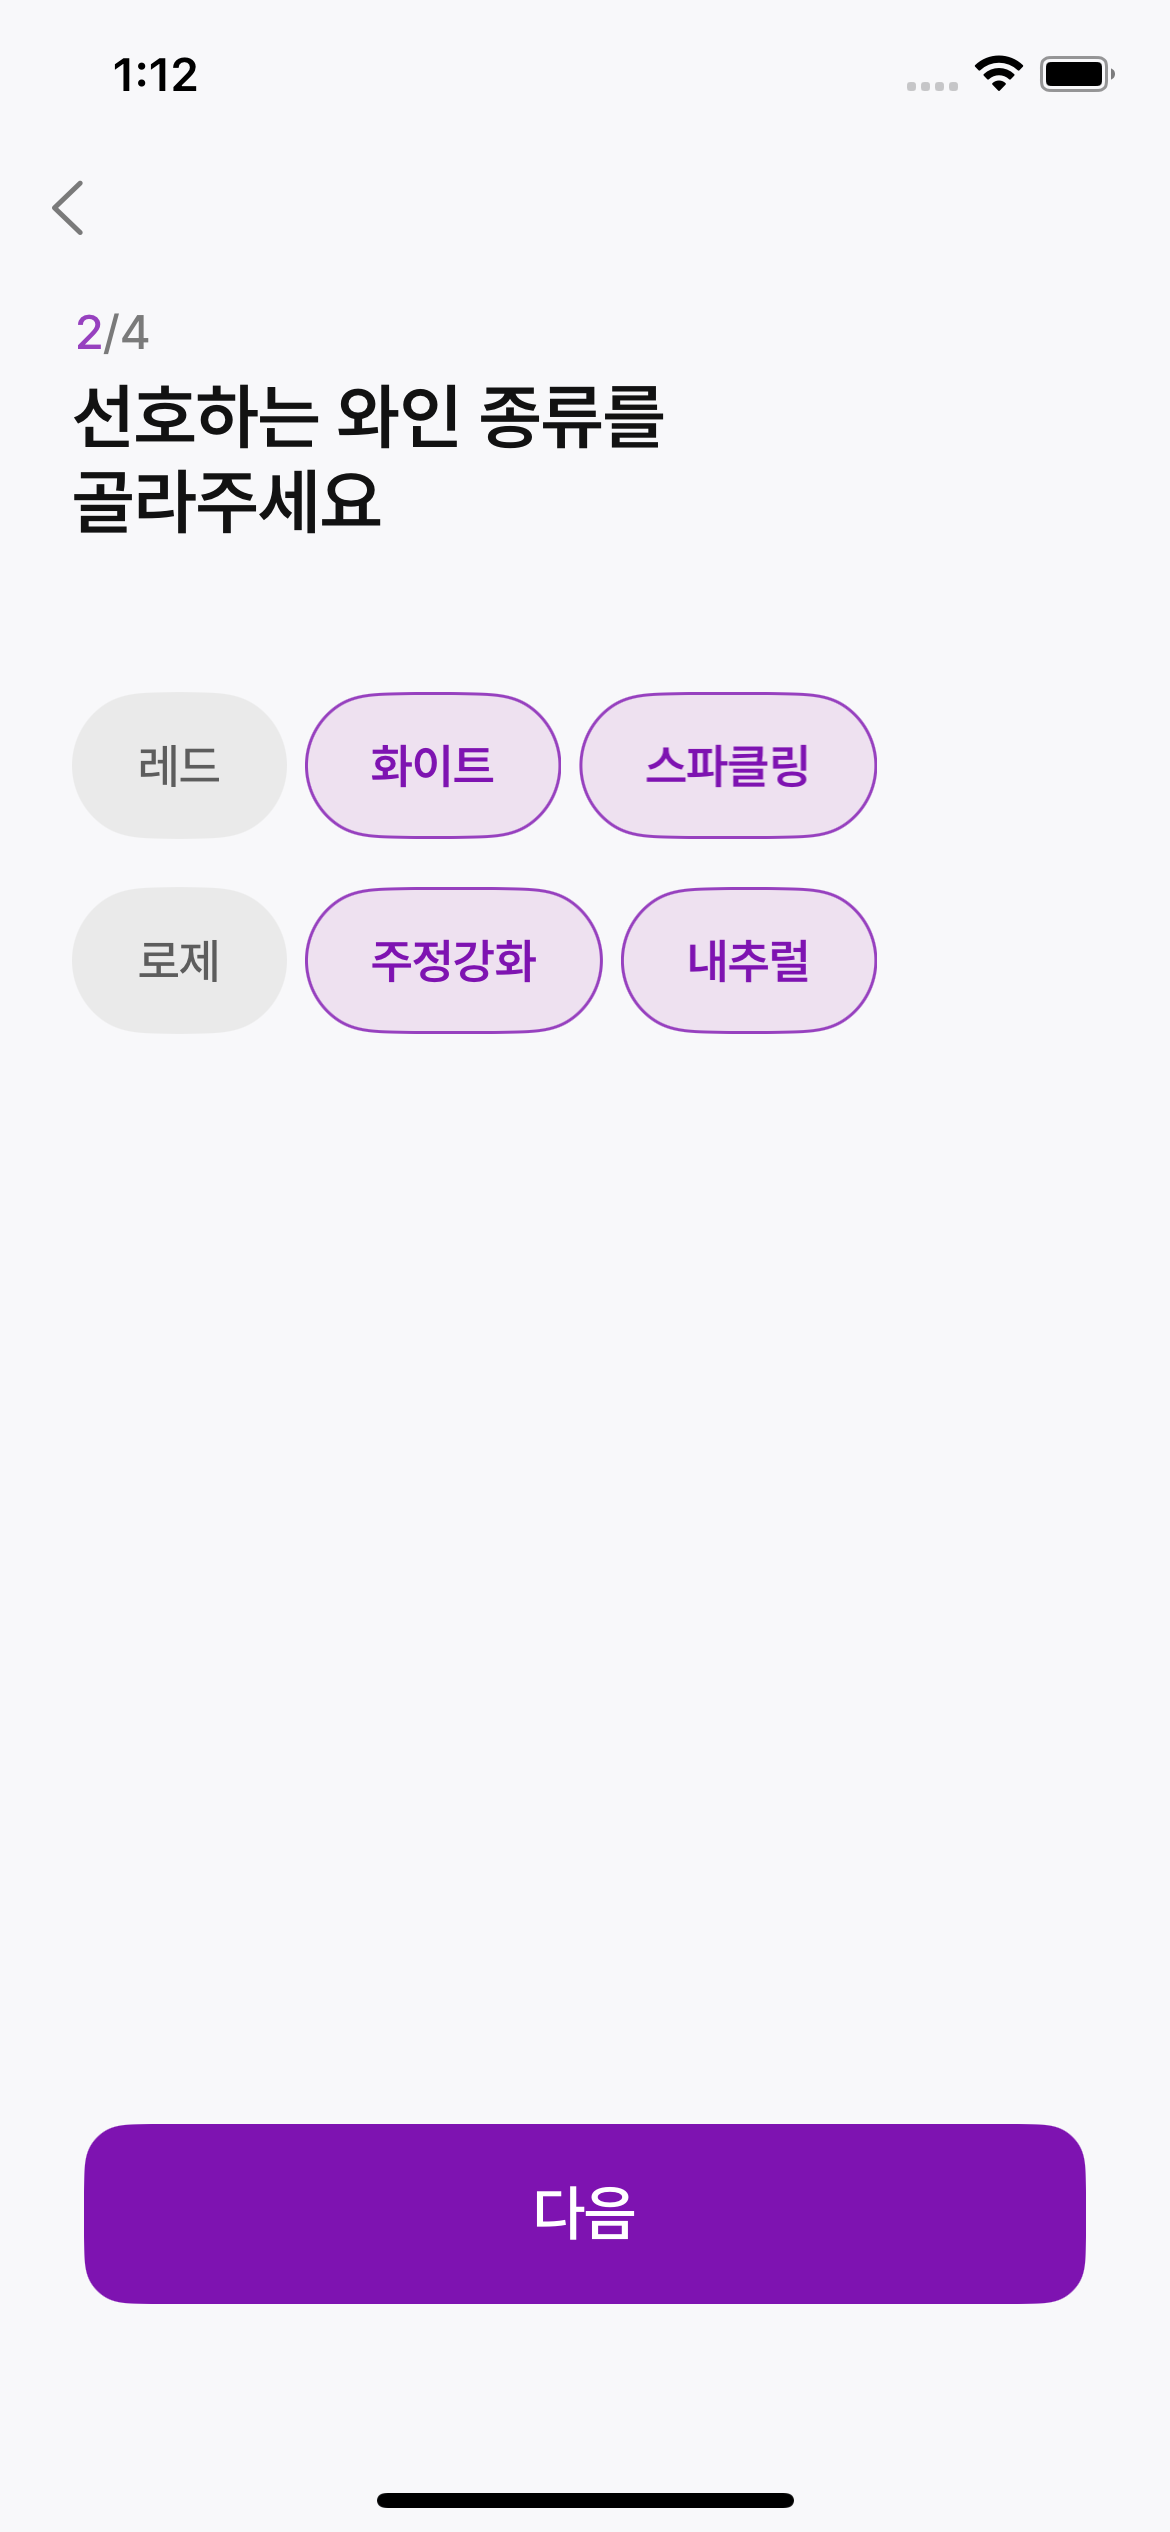 1:12
2/4
선호하는 와인 종류를
골라주세요
레드 화이트 스파클링
로제 주정강화 내추럴
다음